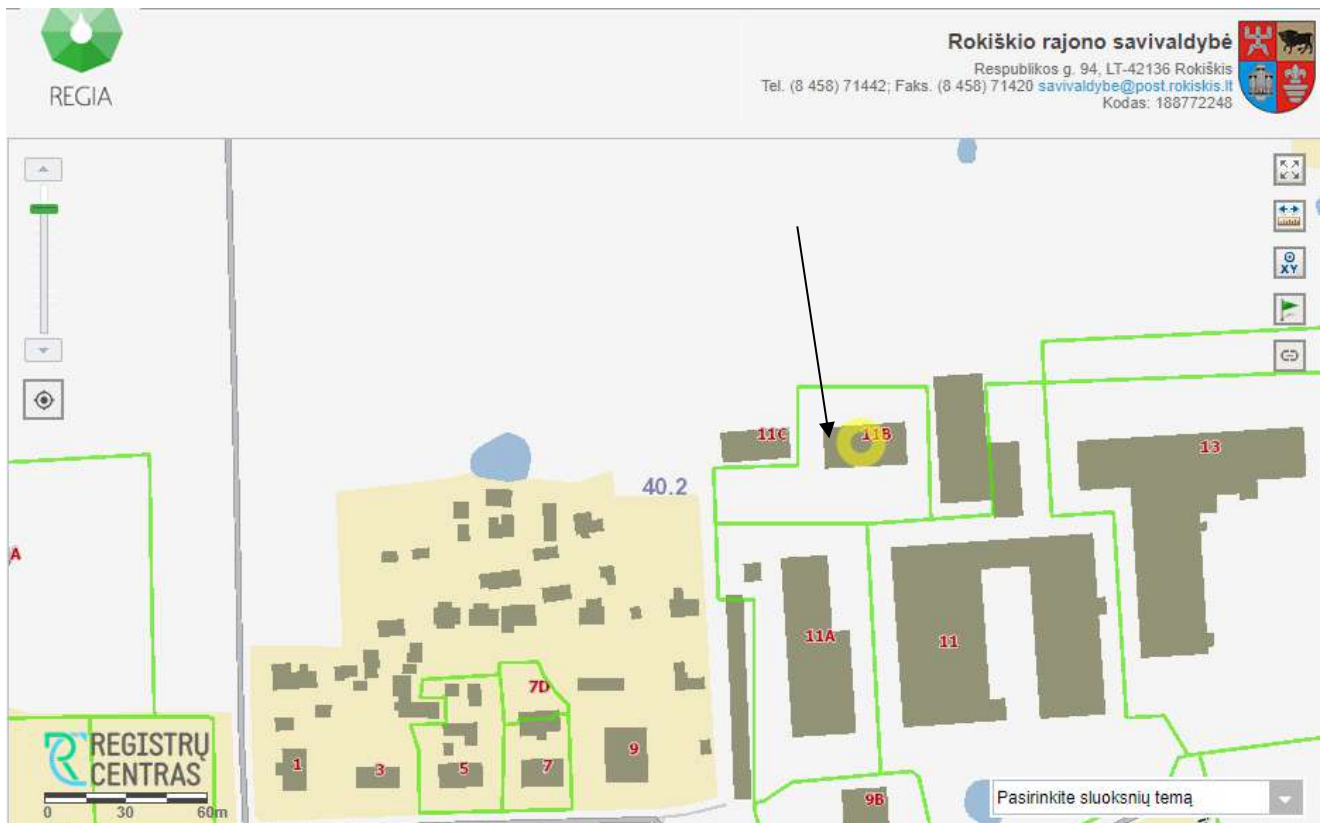 REGIA
Rokiškio rajono savivaldybė
Respublikos g. 94, LT-42136 Rokiškis
Tel. (8 458) 71442; Faks. (8 458) 71420 savivaldybe@post.rokiskis.lt
Kodas: 188772248
XY
11C
11B
13
40.2
A
11A
11
7D
9
1
3
5
7
9B
REGISTRŲ
CENTRAS
0 30 60m
Pasirinkite sluoksnių temą